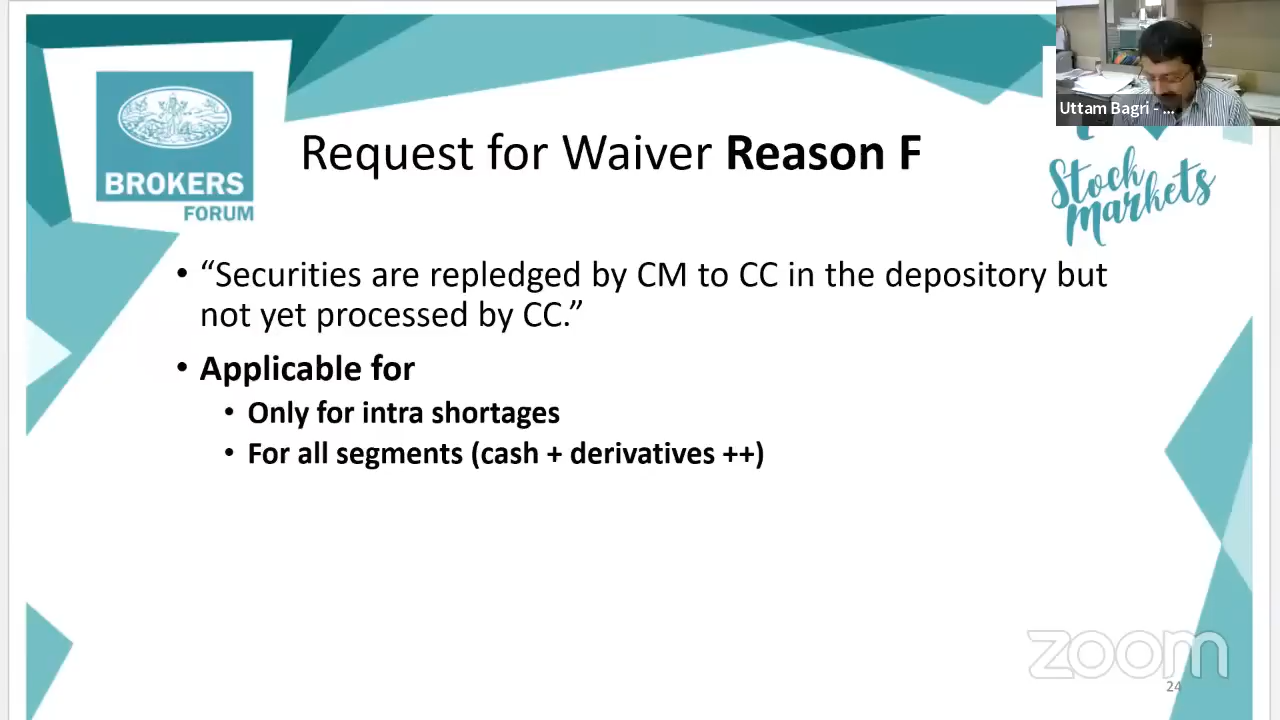 BROKERS
FORUM
Request for Waiver Reason F
Uttam Bagri - ...
Stock
markets
• “Securities are repledged by CM to CC in the depository but
not yet processed by CC.”
• Applicable for
• Only for intra shortages
• For all segments (cash + derivatives ++)
zoom
24